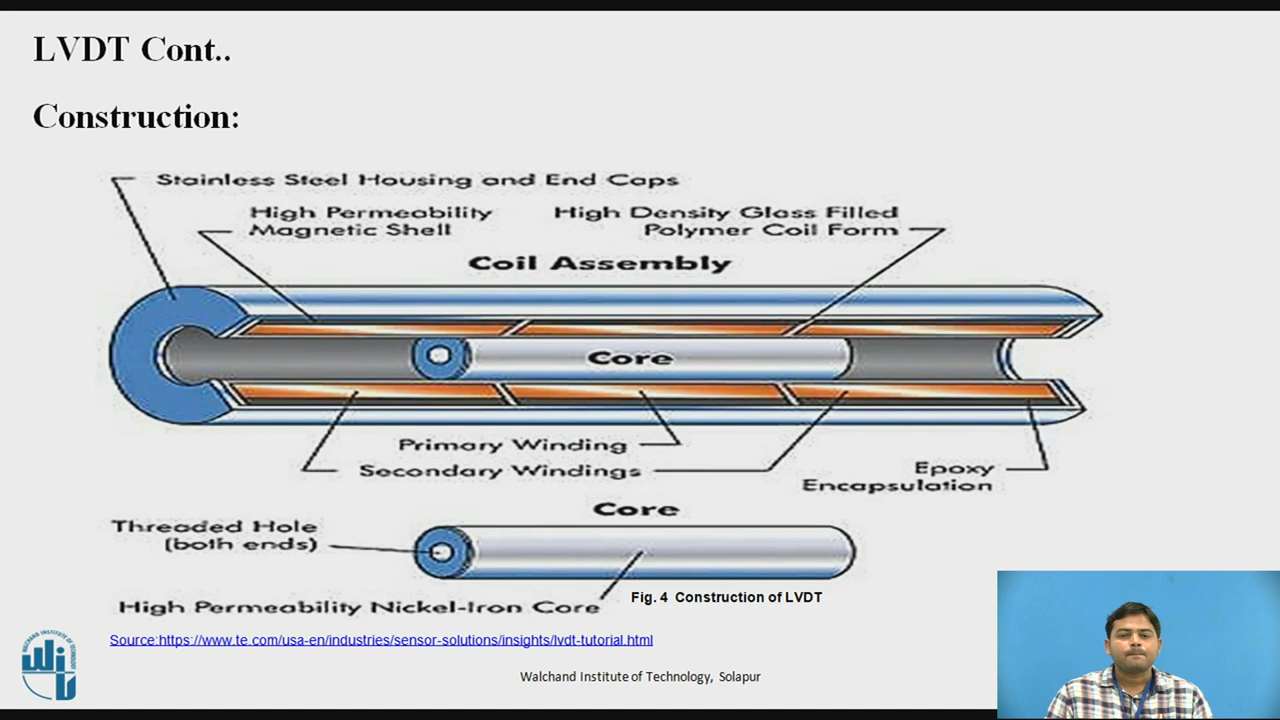 LVDT Cont..
Construction:
Stainless Steel Housing and End Caps
High Permeability
Magnetic Shell
High Density Glass Filled
Polymer Coil Form
Coil Assembly
Core
Primary Winding
Secondary Windings
Epoxy
Encapsulation
Core
Threaded Hole
(both ends)
High Permeability Nickel-Iron Core
Fig. 4 Construction of LVDT
Source:https://www.te.com/usa-en/industries/sensor-solutions/insights/lvdt-tutorial.html
Walchand Institute of Technology, Solapur